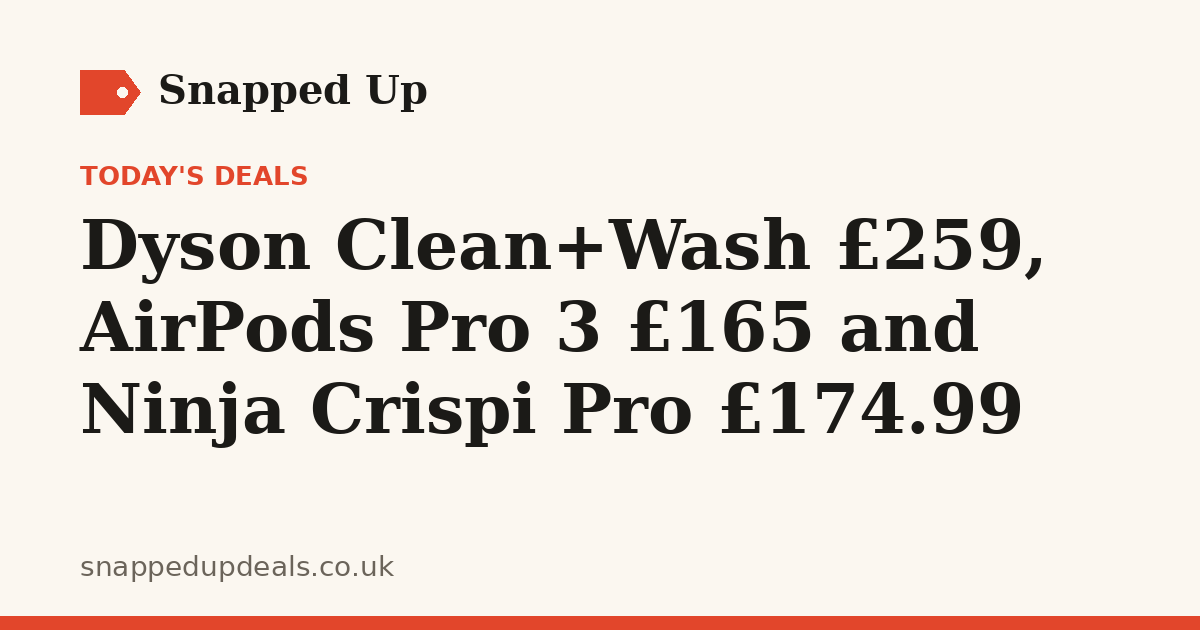 Snapped Up
TODAY'S DEALS
Dyson Clean+Wash £259,
AirPods Pro 3 £165 and
Ninja Crispi Pro £174.99
snappedupdeals.co.uk